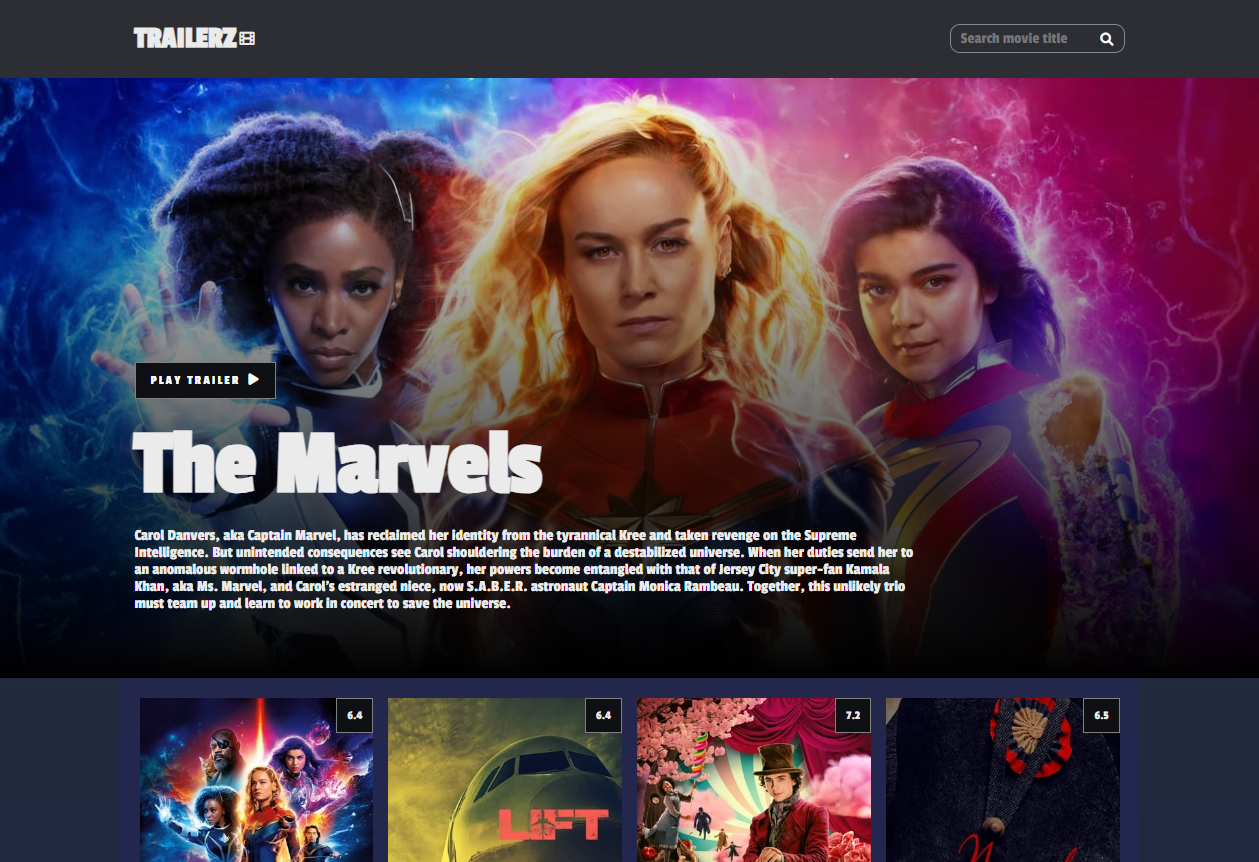 TRAILERZ
Search movie title
PLAY TRAILER
The Marvels
Carol Danvers, aka Captain Marvel, has reclaimed her identity from the tyrannical Kree and taken revenge on the Supreme
Intelligence. But unintended consequences see Carol shouldering the burden of a destabilized universe. When her duties send her to
an anomalous wormhole linked to a Kree revolutionary, her powers become entangled with that of Jersey City super-fan Kamala
Khan, aka Ms. Marvel, and Carol's estranged niece, now S.A.B.E.R. astronaut Captain Monica Rambeau. Together, this unlikely trio
must team up and learn to work in concert to save the universe.
6.4
6.4
7.2
6.5
LIFT